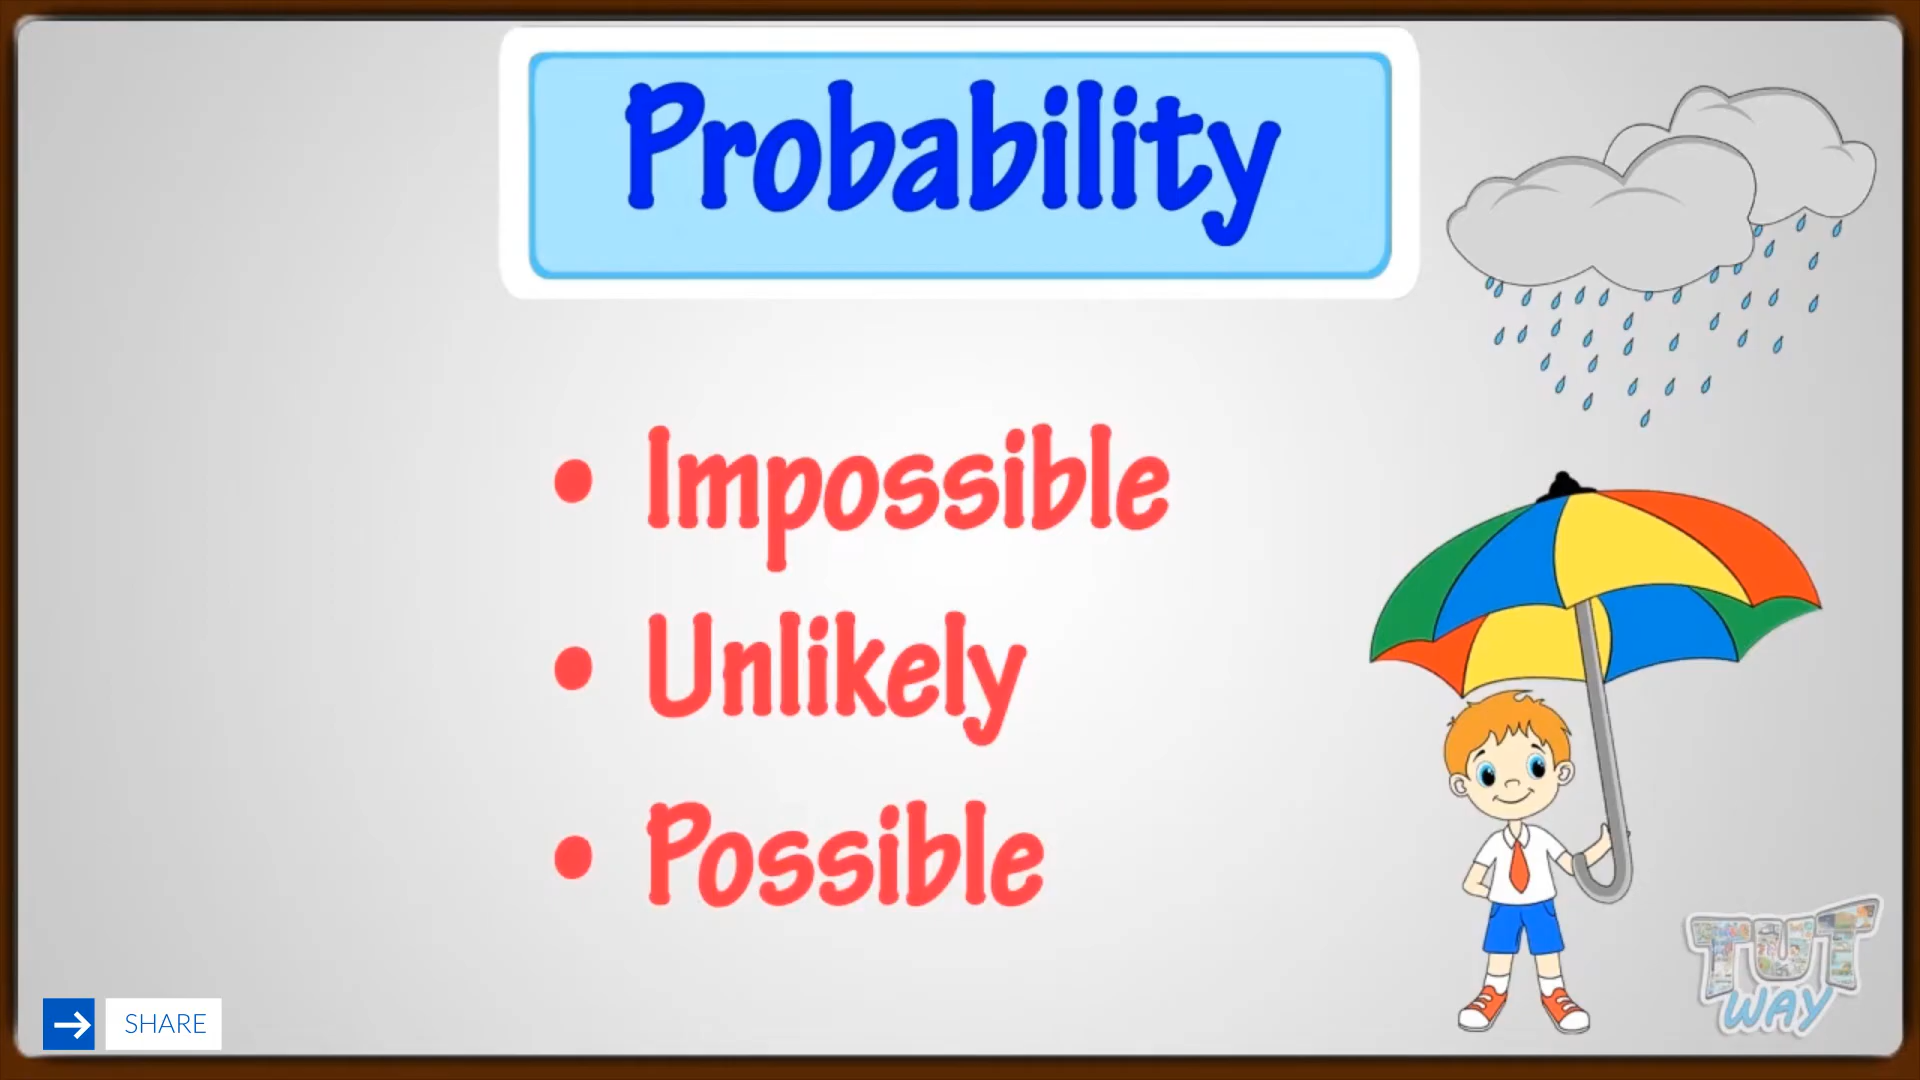 Probability
• Impossible
• Unlikely
• Possible
SHARE
TUT
WAY